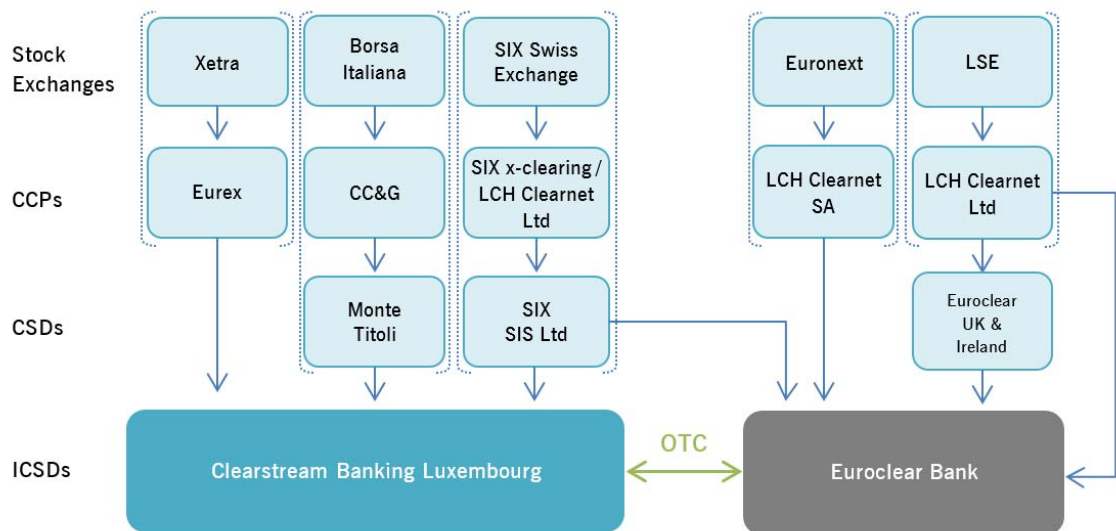 Stock
Exchanges
Xetra
Borsa
Italiana
SIX Swiss
Exchange
Euronext
LSE
CCPs
Eurex
CC&G
SIX x-clearing /
LCH Clearnet
Ltd
LCH Clearnet
SA
LCH Clearnet
Ltd
CSDs
Monte
Titoli
SIX
SIS Ltd
Euroclear
UK &
Ireland
ICSDs
Clearstream Banking Luxembourg
OTC
Euroclear Bank